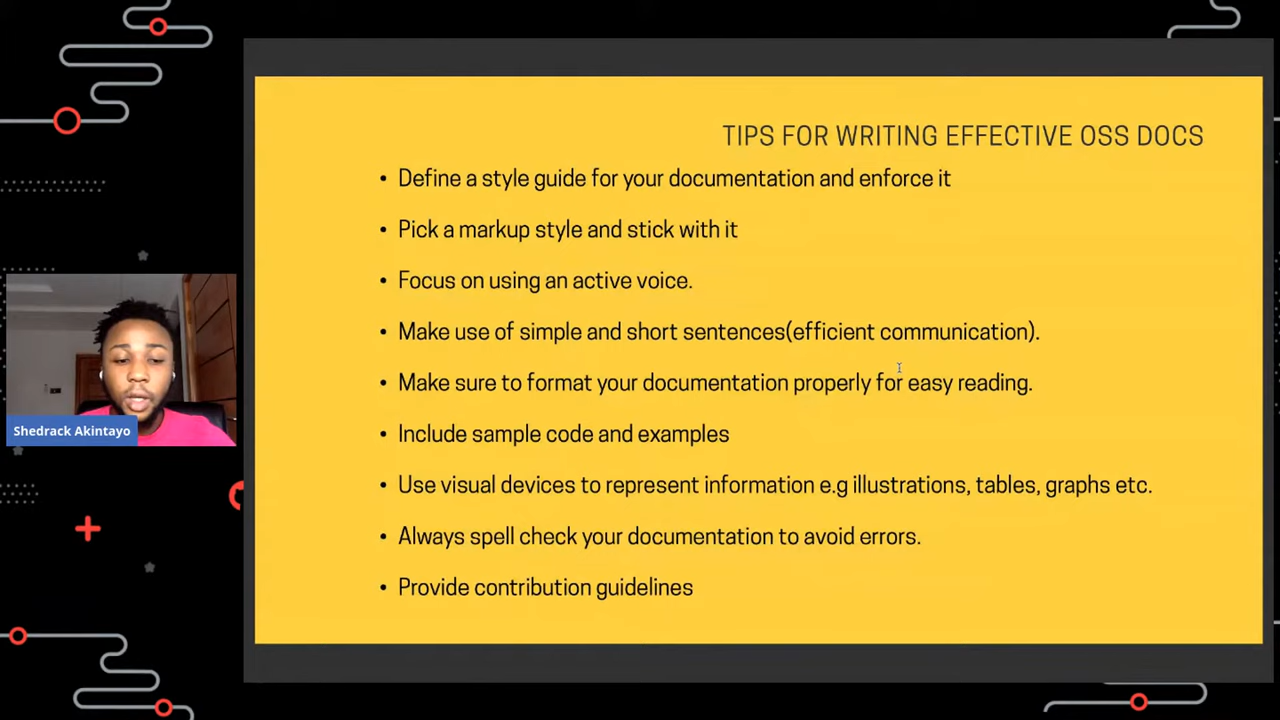 TIPS FOR WRITING EFFECTIVE OSS DOCS
• Define a style guide for your documentation and enforce it
• Pick a markup style and stick with it
• Focus on using an active voice.
• Make use of simple and short sentences(efficient communication).
• Make sure to format your documentation properly for easy reading.
• Include sample code and examples
• Use visual devices to represent information e.g illustrations, tables, graphs etc.
• Always spell check your documentation to avoid errors.
• Provide contribution guidelines
Shedrack Akintayo